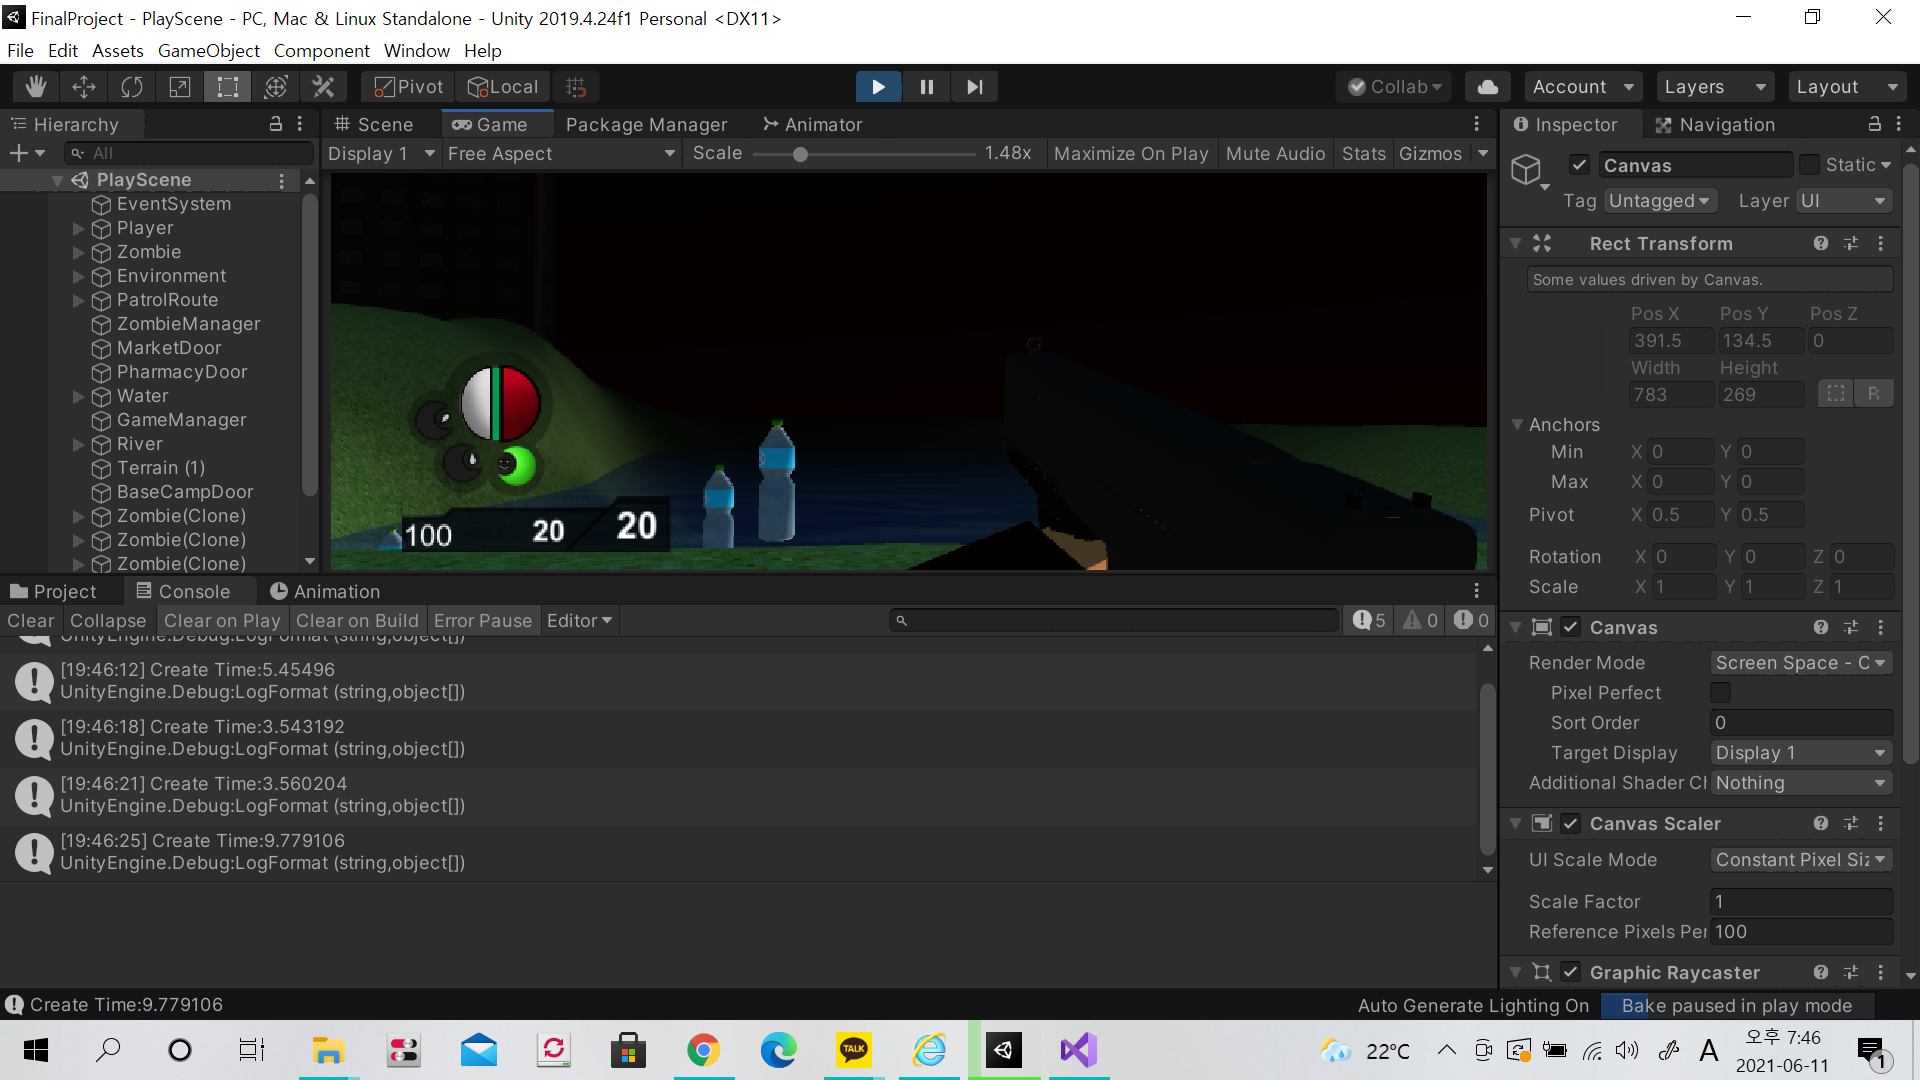 FinalProject - PlayScene - PC, Mac & Linux Standalone - Unity 2019.4.24f1 Personal <DX11>
File Edit Assets GameObject Component Window Help
Pivot Local Collab Account Layers Layout
Hierarchy
All
PlayScene
EventSystem
Player
Zombie
Environment
PatrolRoute
ZombieManager
MarketDoor
PharmacyDoor
Water
GameManager
River
Terrain (1)
BaseCampDoor
Zombie(Clone)
Zombie(Clone)
Zombie(Clone)
Scene Game Package Manager Animator
Display 1 Free Aspect Scale 1.48x Maximize On Play Mute Audio Stats Gizmos
100 20 20
Project Console Animation
Clear Collapse Clear on Play Clear on Build Error Pause Editor 5 0 0
UnityEngine.Debug:LogFormat (string,object[])
[19:46:12] Create Time:5.45496
UnityEngine.Debug:LogFormat (string,object[])
[19:46:18] Create Time:3.543192
UnityEngine.Debug:LogFormat (string,object[])
[19:46:21] Create Time:3.560204
UnityEngine.Debug:LogFormat (string,object[])
[19:46:25] Create Time:9.779106
UnityEngine.Debug:LogFormat (string,object[])
Inspector Navigation
Canvas Static
Tag Untagged Layer UI
Rect Transform
Some values driven by Canvas.
Pos X Pos Y Pos Z
391.5 134.5 0
Width Height
783 269 R
Anchors
Min X 0 Y 0
Max X 0 Y 0
Pivot X 0.5 Y 0.5
Rotation X 0 Y 0 Z 0
Scale X 1 Y 1 Z 1
Canvas
Render Mode Screen Space - O
Pixel Perfect
Sort Order 0
Target Display Display 1
Additional Shader Ch Nothing
Canvas Scaler
UI Scale Mode Constant Pixel Siz
Scale Factor 1
Reference Pixels Per 100
Graphic Raycaster
Create Time:9.779106 Auto Generate Lighting On Bake paused in play mode
TALK 22°C A 오후 7:46
2021-06-11 1